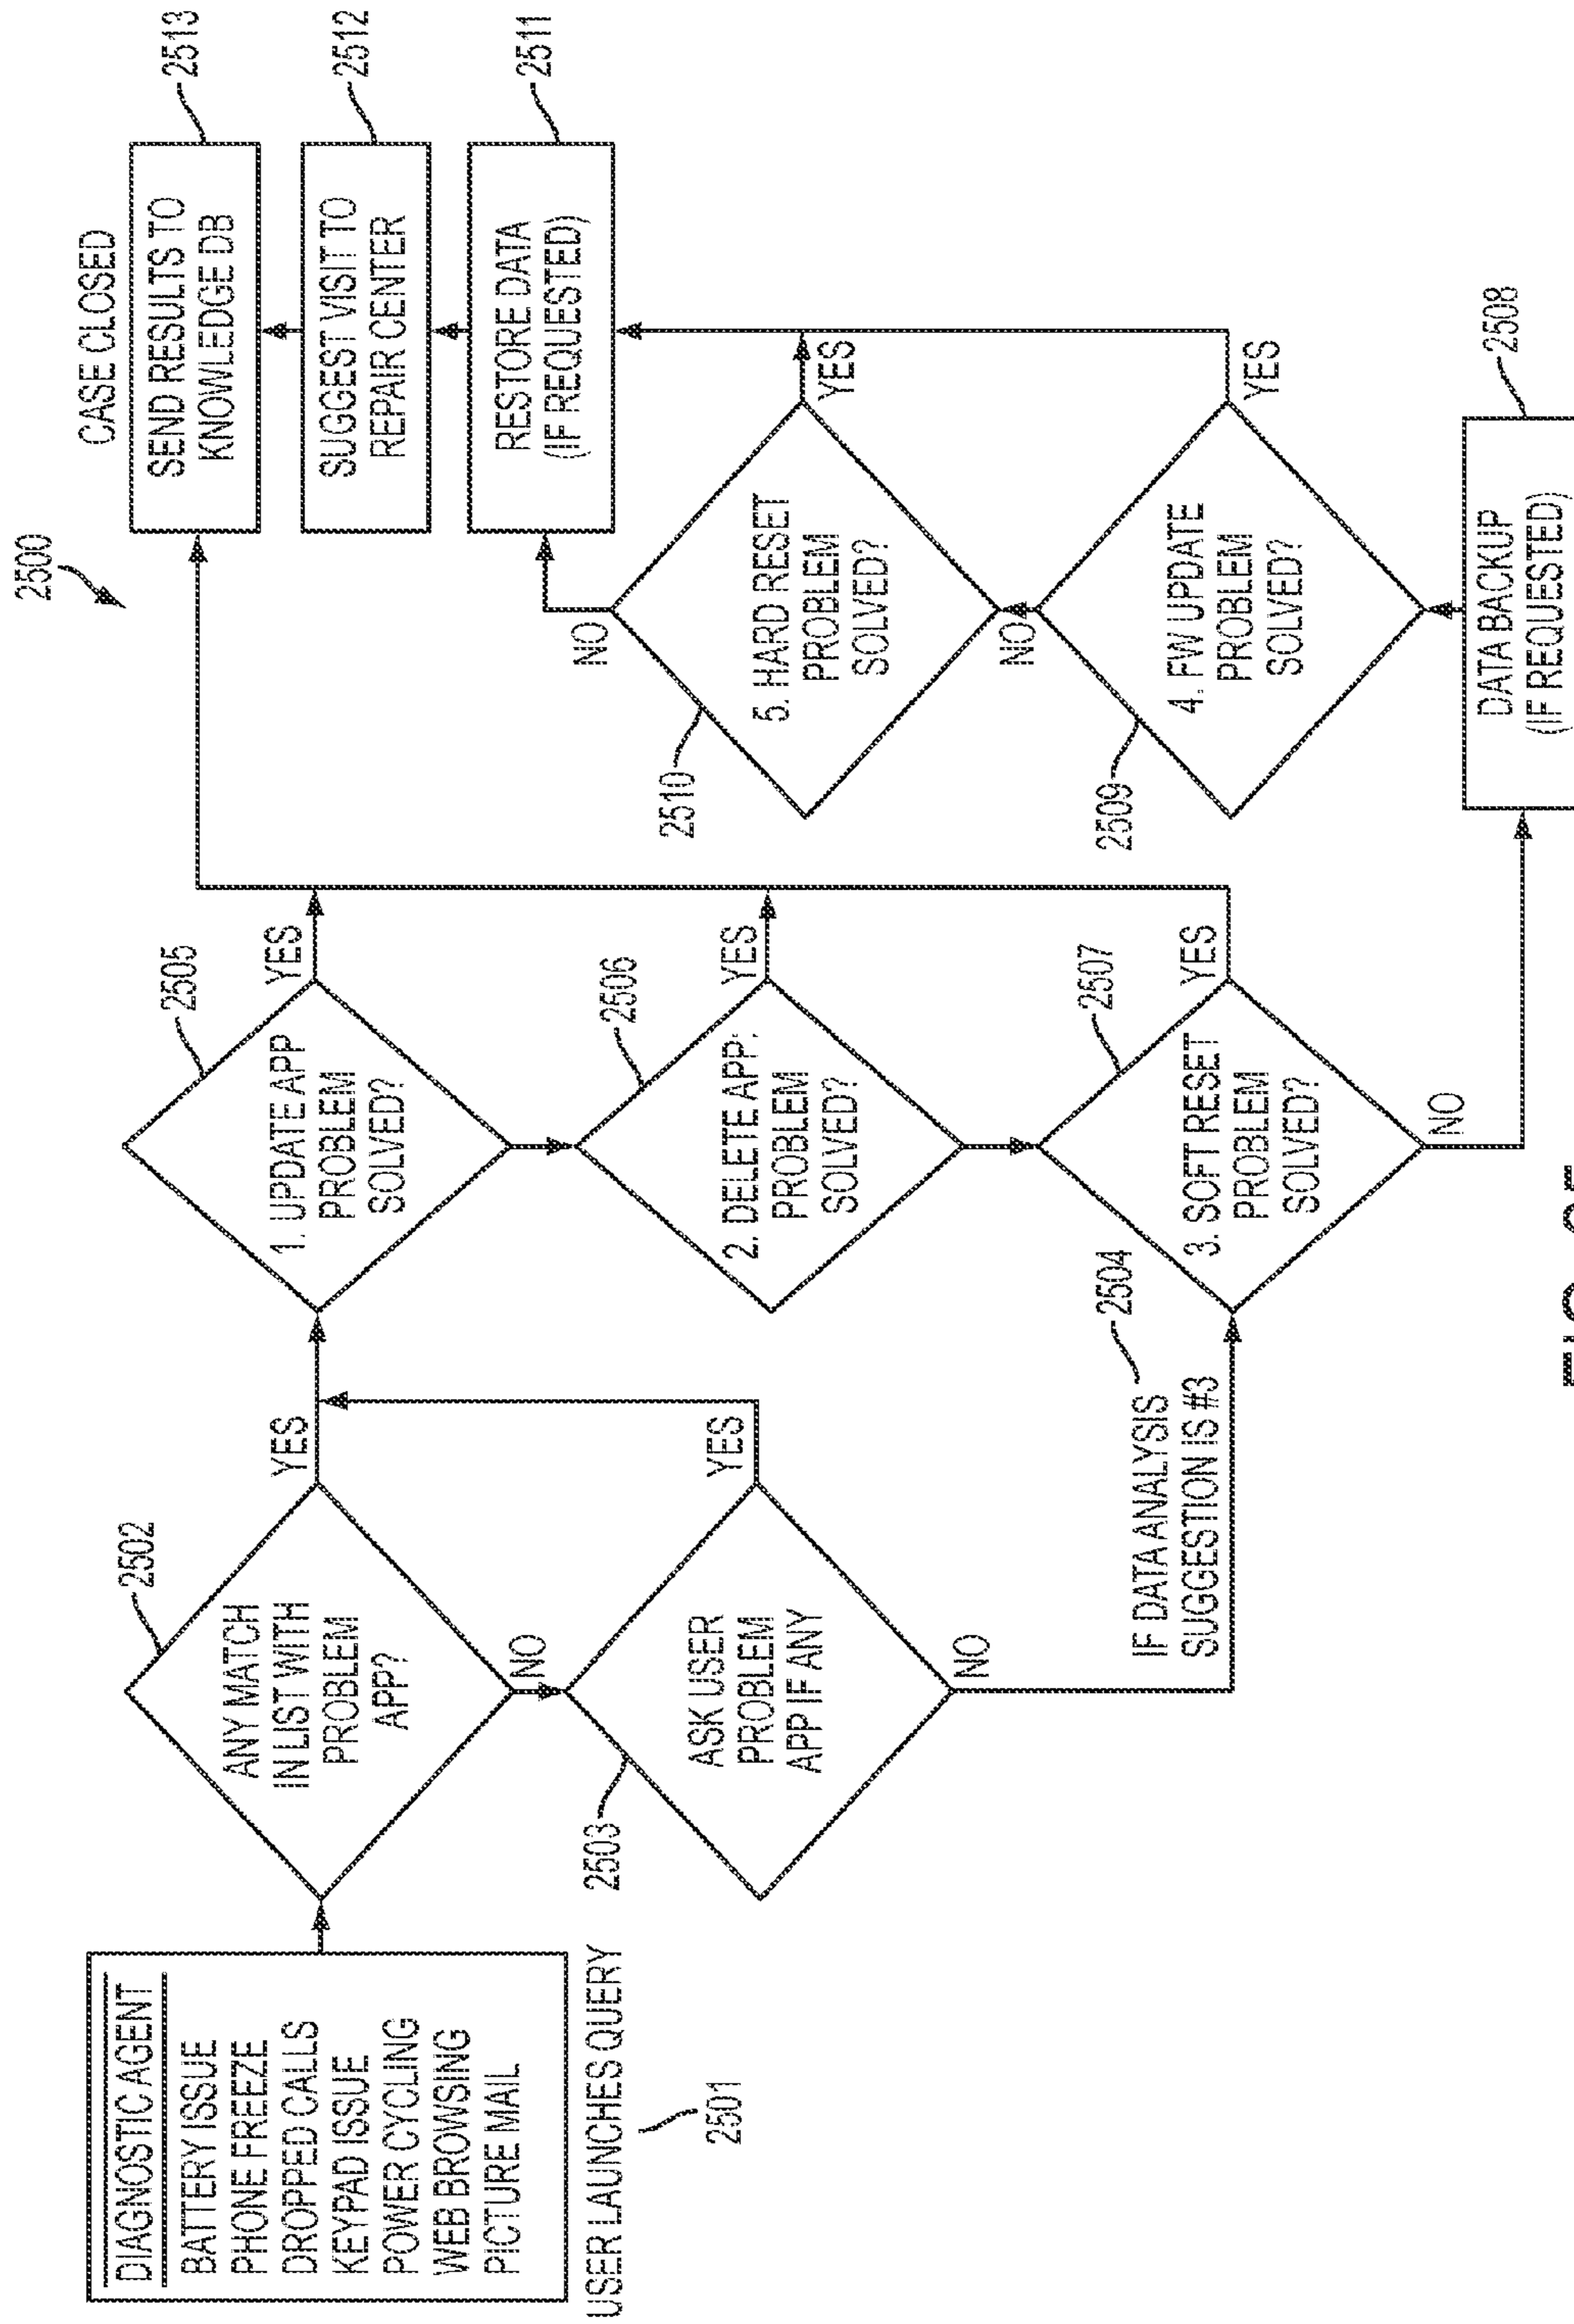 2500
DIAGNOSTIC AGENT
BATTERY ISSUE
PHONE FREEZE
DROPPED CALLS
KEYPAD ISSUE
POWER CYCLING
WEB BROWSING
PICTURE MAIL
USER LAUNCHES QUERY
2501
2502
ANY MATCH
IN LIST WITH
PROBLEM
APP?
YES
NO
2503
ASK USER
PROBLEM
APP IF ANY
YES
NO
IF DATA ANALYSIS
SUGGESTION IS #3
2504
2505
1. UPDATE APP
PROBLEM
SOLVED?
YES
2506
2. DELETE APP:
PROBLEM
SOLVED?
YES
2507
3. SOFT RESET
PROBLEM
SOLVED?
YES
NO
2508
DATA BACKUP
(IF REQUESTED)
2509
4. FW UPDATE
PROBLEM
SOLVED?
YES
NO
2510
5. HARD RESET
PROBLEM
SOLVED?
YES
NO
RESTORE DATA
(IF REQUESTED)
2511
SUGGEST VISIT TO
REPAIR CENTER
2512
CASE CLOSED
SEND RESULTS TO
KNOWLEDGE DB
2513